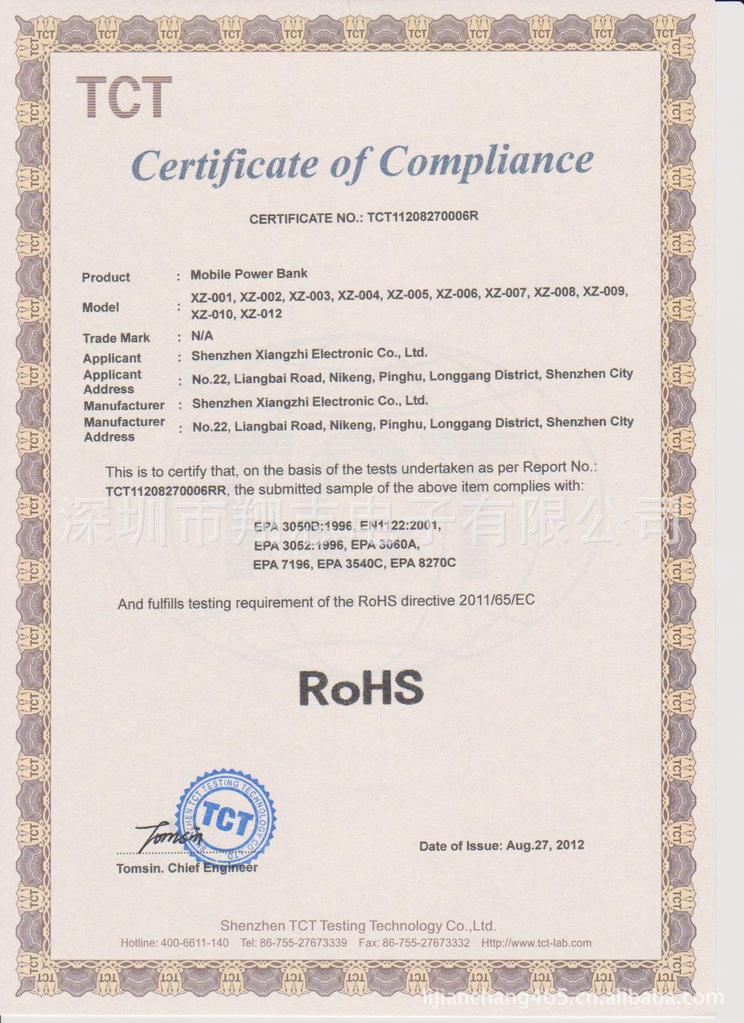 TCT
Certificate of Compliance
CERTIFICATE NO.: TCT11208270006R
Product : Mobile Power Bank
Model : XZ-001, XZ-002, XZ-003, XZ-004, XZ-005, XZ-006, XZ-007, XZ-008, XZ-009,
XZ-010, XZ-012
Trade Mark : N/A
Applicant : Shenzhen Xiangzhi Electronic Co., Ltd.
Applicant
Address : No.22, Liangbai Road, Nikeng, Pinghu, Longgang District, Shenzhen City
Manufacturer : Shenzhen Xiangzhi Electronic Co., Ltd.
Manufacturer
Address : No.22, Liangbai Road, Nikeng, Pinghu, Longgang District, Shenzhen City
This is to certify that, on the basis of the tests undertaken as per Report No.:
TCT11208270006RR, the submitted sample of the above item complies with:
深圳市翔志电子有限公司
EPA 3050B:1996, EN1122:2001,
EPA 3052:1996, EPA 3060A,
EPA 7196, EPA 3540C, EPA 8270C
And fulfills testing requirement of the RoHS directive 2011/65/EC
RoHS
SHENZHEN TCT TESTING TECHNOLOGY CO., LTD.
TCT
Tomsin
Date of Issue: Aug.27, 2012
Tomsin. Chief Engineer
Shenzhen TCT Testing Technology Co.,Ltd.
Hotline: 400-6611-140 Tel: 86-755-27673339 Fax: 86-755-27673332 Http://www.tct-lab.com
lijianchang465.cn.alibaba.com